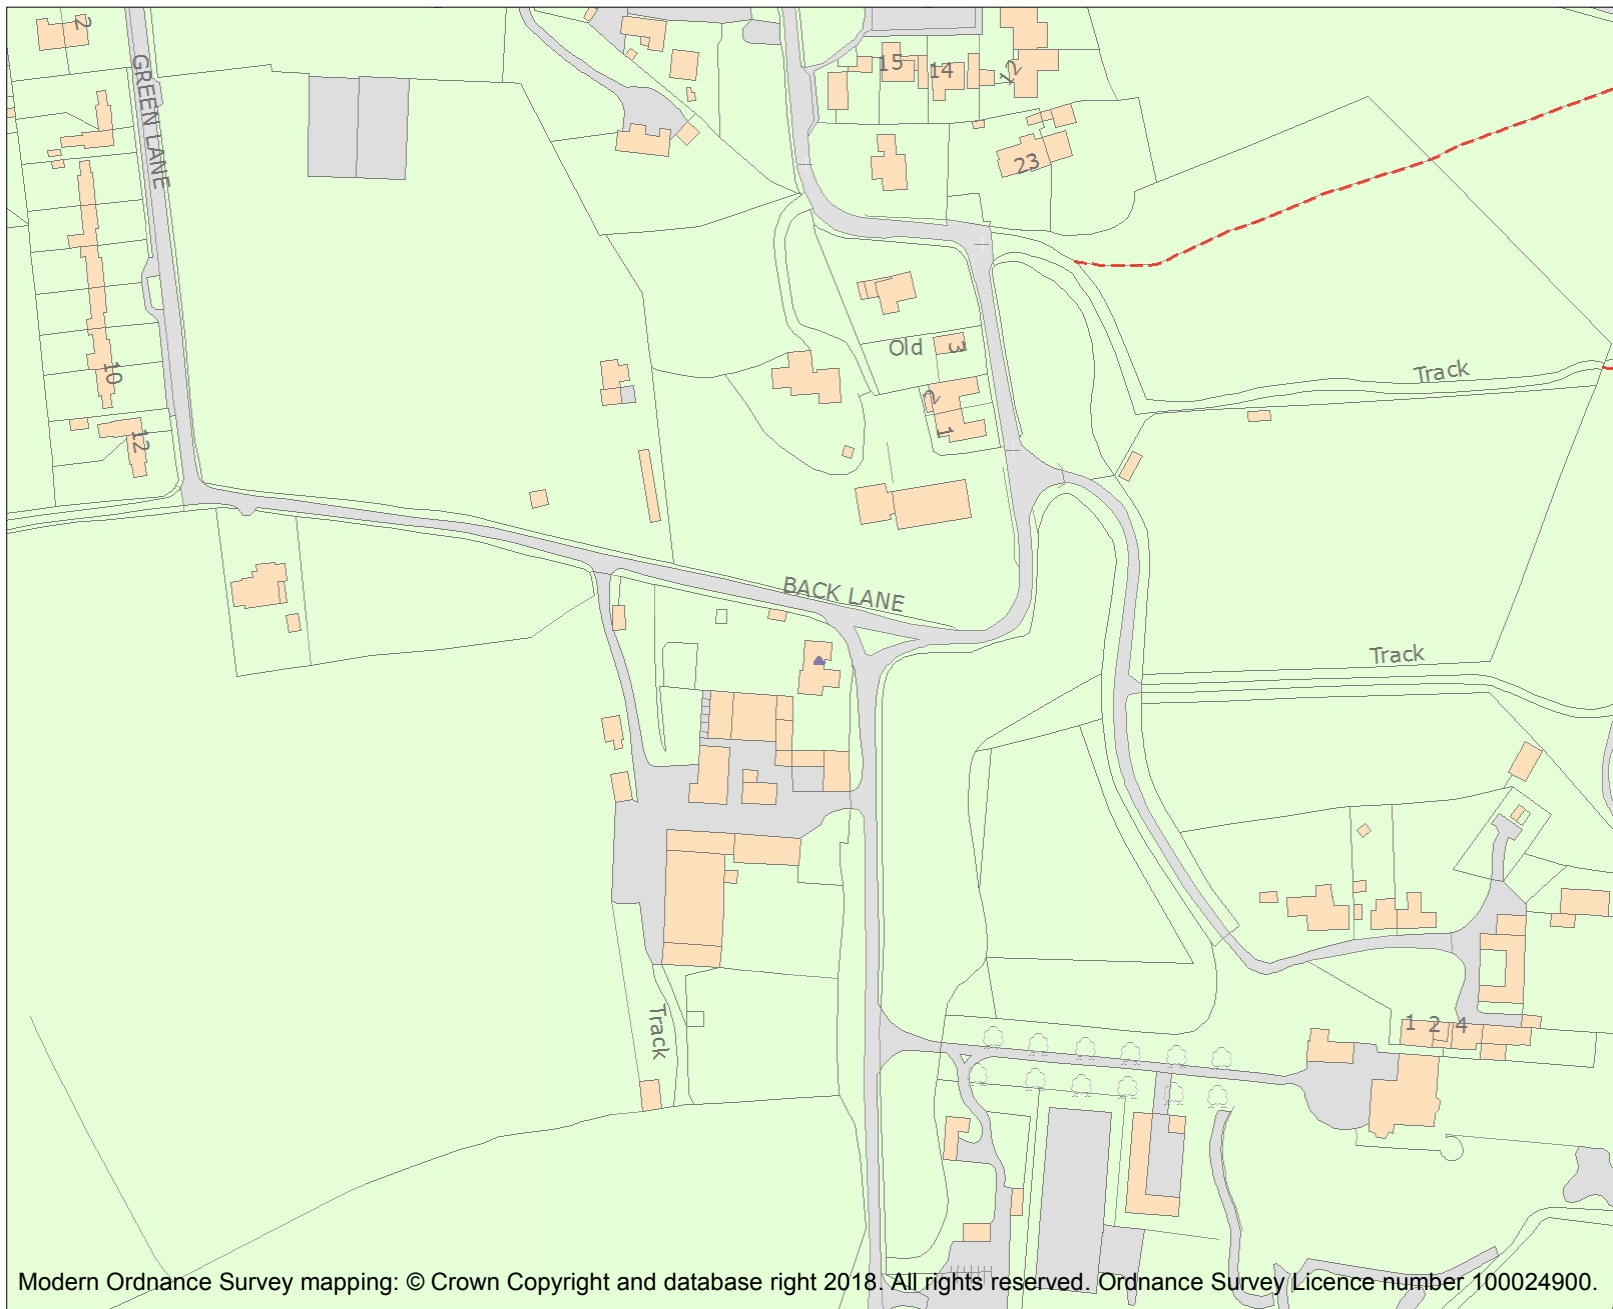 2
GREEN LANE
15
14
12
23
Old
3
Track
10
2
1
12
BACK LANE
Track
Track
1 2 4
Modern Ordnance Survey mapping: © Crown Copyright and database right 2018. All rights reserved. Ordnance Survey Licence number 100024900.